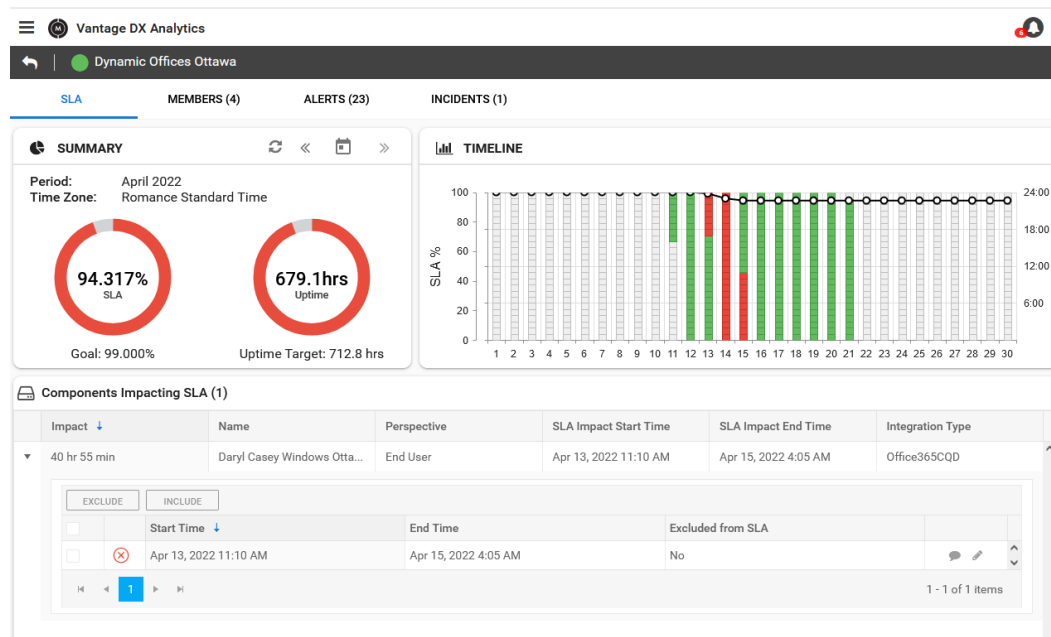 M Vantage DX Analytics 6
Dynamic Offices Ottawa
SLA MEMBERS (4) ALERTS (23) INCIDENTS (1)
SUMMARY
Period: April 2022
Time Zone: Romance Standard Time
94.317%
SLA
679.1hrs
Uptime
Goal: 99.000% Uptime Target: 712.8 hrs
TIMELINE
SLA %
100 24:00
80 18:00
60 12:00
40 6:00
20
0
1 2 3 4 5 6 7 8 9 10 11 12 13 14 15 16 17 18 19 20 21 22 23 24 25 26 27 28 29 30
Components Impacting SLA (1)
Impact ↓ Name Perspective SLA Impact Start Time SLA Impact End Time Integration Type
40 hr 55 min Daryl Casey Windows Otta... End User Apr 13, 2022 11:10 AM Apr 15, 2022 4:05 AM Office365CQD
EXCLUDE INCLUDE
Start Time ↓ End Time Excluded from SLA
Apr 13, 2022 11:10 AM Apr 15, 2022 4:05 AM No
1 1 - 1 of 1 items